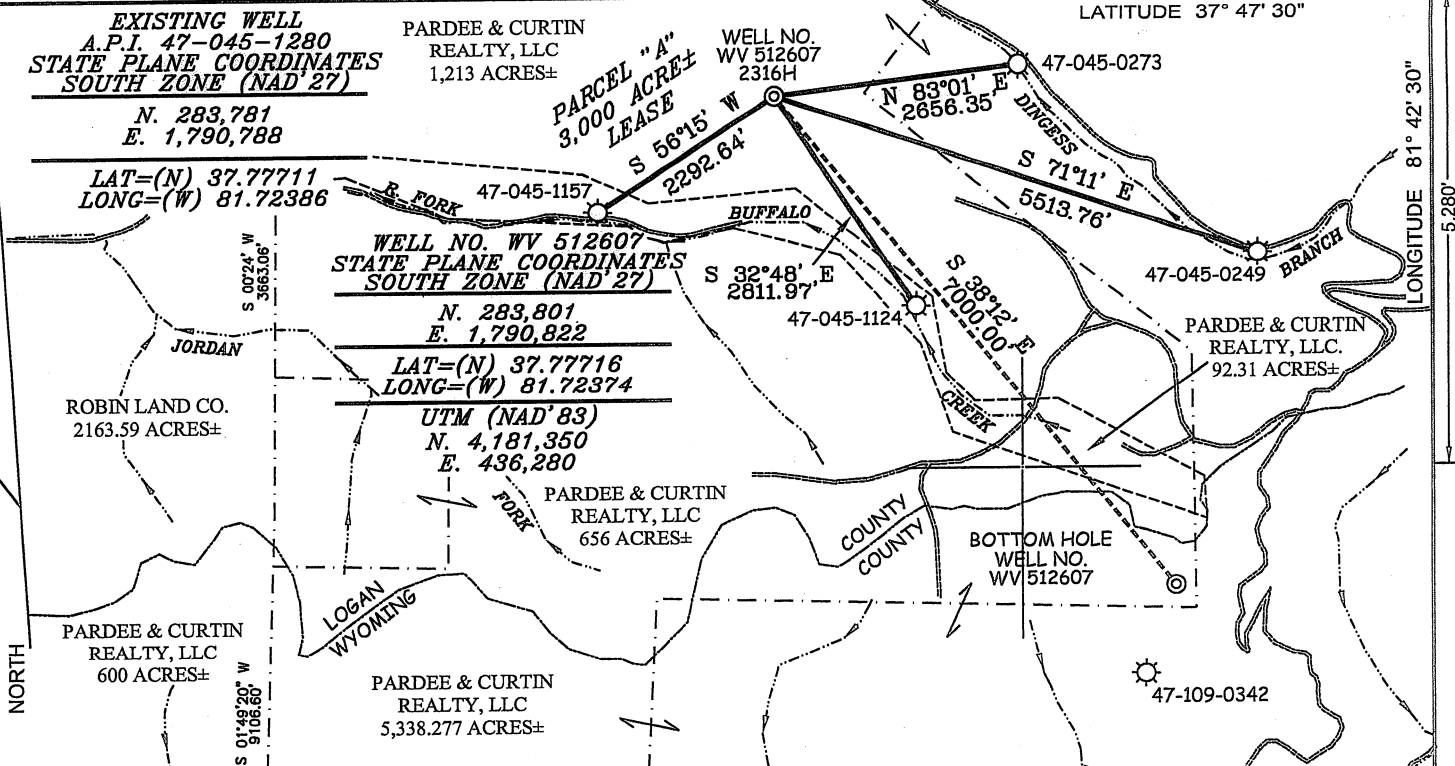 EXISTING WELL
A.P.I. 47-045-1280
STATE PLANE COORDINATES
SOUTH ZONE (NAD'27)
N. 283,781
E. 1,790,788
LAT=(N) 37.77711
LONG=(W) 81.72386
PARDEE & CURTIN
REALTY, LLC
1,213 ACRES±
PARCEL "A"
3,000 ACRE±
LEASE
WELL NO.
WV 512607
2316H
LATITUDE 37° 47' 30"
47-045-0273
N 83°01' E
2656.35'
DINGESS
S 56°15' W
2292.64'
S 71°11' E
5513.76'
LONGITUDE 81° 42' 30"
5,280'
47-045-1157
R. FORK
BUFFALO
BRANCH
47-045-0249
WELL NO. WV 512607
STATE PLANE COORDINATES
SOUTH ZONE (NAD'27)
N. 283,801
E. 1,790,822
LAT=(N) 37.77716
LONG=(W) 81.72374
UTM (NAD'83)
N. 4,181,350
E. 436,280
S 00°24' W
3663.06'
S 32°48' E
2811.97'
47-045-1124
S 38°12' E
7000.00'
PARDEE & CURTIN
REALTY, LLC.
92.31 ACRES±
JORDAN
CREEK
ROBIN LAND CO.
2163.59 ACRES±
FORK
PARDEE & CURTIN
REALTY, LLC
656 ACRES±
COUNTY
COUNTY
BOTTOM HOLE
WELL NO.
WV 512607
LOGAN
WYOMING
PARDEE & CURTIN
REALTY, LLC
600 ACRES±
NORTH
S 01°49'20" W
9106.60'
PARDEE & CURTIN
REALTY, LLC
5,338.277 ACRES±
47-109-0342